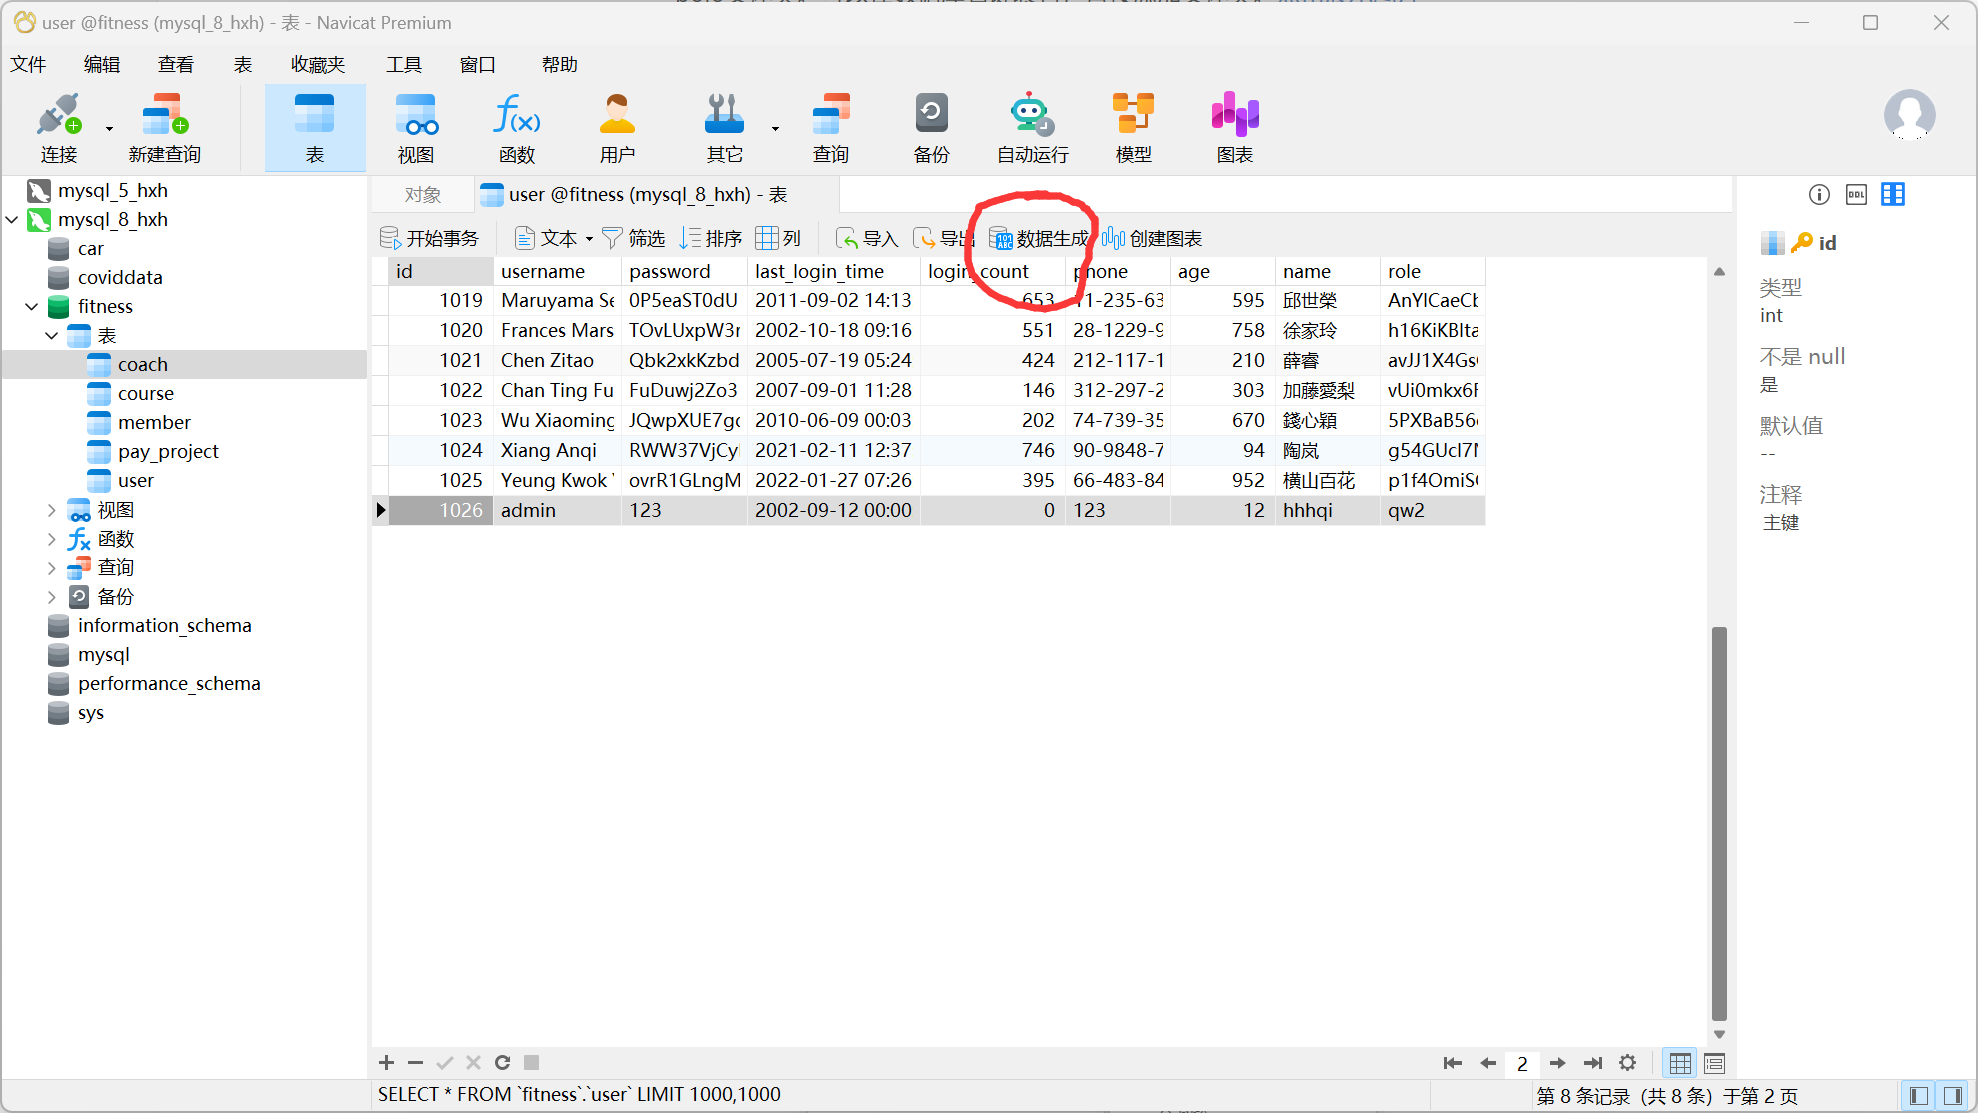 user @fitness (mysql_8_hxh) - 表 - Navicat Premium
文件 编辑 查看 表 收藏夹 工具 窗口 帮助
连接 新建查询 表 视图 函数 用户 其它 查询 备份 自动运行 模型 图表
mysql_5_hxh
mysql_8_hxh
car
coviddata
fitness
表
coach
course
member
pay_project
user
视图
函数
查询
备份
information_schema
mysql
performance_schema
sys
对象 user @fitness (mysql_8_hxh) - 表
开始事务 文本 筛选 排序 列 导入 导出 数据生成 创建图表
id username password last_login_time login_count phone age name role
1019 Maruyama Se 0P5eaST0dU 2011-09-02 14:13 653 11-235-63 595 邱世榮 AnYlCaeCb
1020 Frances Mars TOvLUxpW3r 2002-10-18 09:16 551 28-1229-9 758 徐家玲 h16KiKBIta
1021 Chen Zitao Qbk2xkKzbd 2005-07-19 05:24 424 212-117-1 210 薛睿 avJJ1X4Gs
1022 Chan Ting Fu FuDuwj2Zo3 2007-09-01 11:28 146 312-297-2 303 加藤愛梨 vUi0mkx6F
1023 Wu Xiaoming JQwpXUE7gc 2010-06-09 00:03 202 74-739-35 670 錢心穎 5PXBaB56
1024 Xiang Anqi RWW37VjCy 2021-02-11 12:37 746 90-9848-7 94 陶岚 g54GUcI7
1025 Yeung Kwok ovrR1GLngM 2022-01-27 07:26 395 66-483-84 952 横山百花 p1f4OmiS
1026 admin 123 2002-09-12 00:00 0 123 12 hhhqi qw2
DDL
id
类型
int
不是 null
是
默认值
--
注释
主键
2
SELECT * FROM `fitness`.`user` LIMIT 1000,1000
第 8 条记录 (共 8 条) 于第 2 页